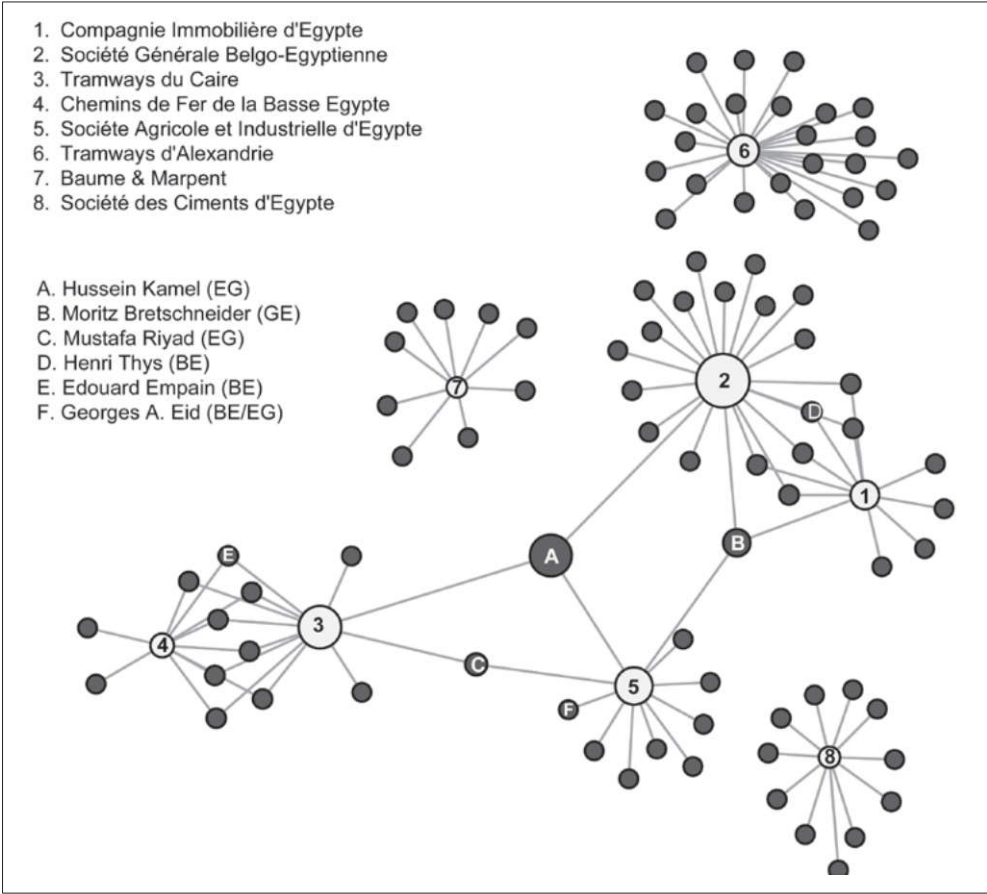 1. Compagnie Immobilière d'Egypte
2. Société Générale Belgo-Egyptienne
3. Tramways du Caire
4. Chemins de Fer de la Basse Egypte
5. Sociéte Agricole et Industrielle d'Egypte
6. Tramways d'Alexandrie
7. Baume & Marpent
8. Société des Ciments d'Egypte
A. Hussein Kamel (EG)
B. Moritz Bretschneider (GE)
C. Mustafa Riyad (EG)
D. Henri Thys (BE)
E. Edouard Empain (BE)
F. Georges A. Eid (BE/EG)
6
7
2
D
1
B
A
E
3
4
C
5
F
8